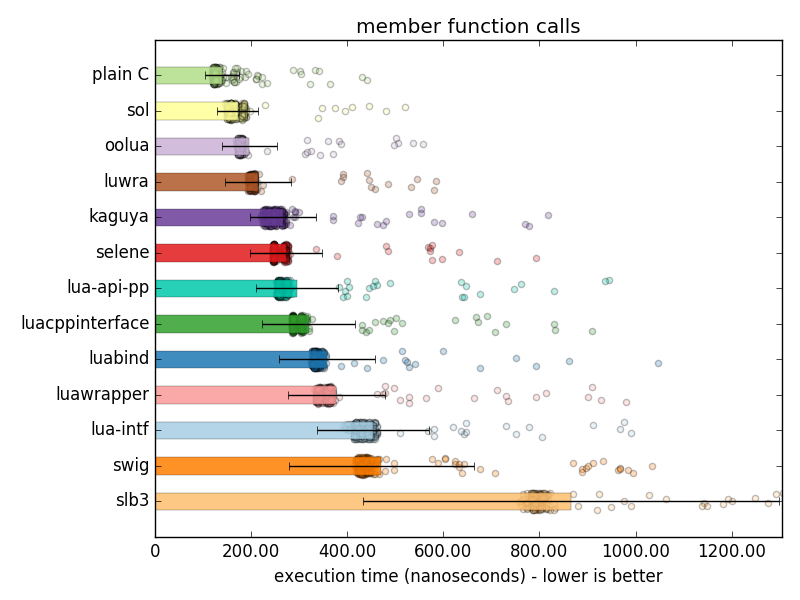 member function calls
plain C
sol
oolua
luwra
kaguya
selene
lua-api-pp
luacppinterface
luabind
luawrapper
lua-intf
swig
slb3
0 200.00 400.00 600.00 800.00 1000.00 1200.00
execution time (nanoseconds) - lower is better